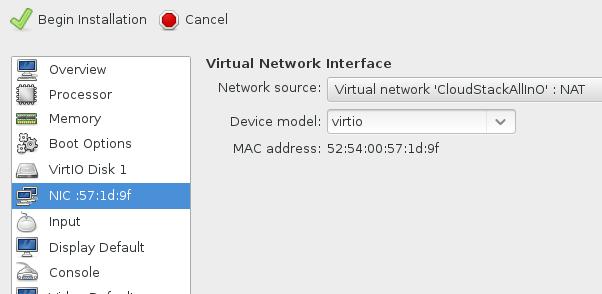 Begin Installation Cancel
Overview
Processor
Memory
Boot Options
VirtIO Disk 1
NIC :57:1d:9f
Input
Display Default
Console
Virtual Network Interface
Network source: Virtual network 'CloudStackAllInO' : NAT
Device model: virtio
MAC address: 52:54:00:57:1d:9f